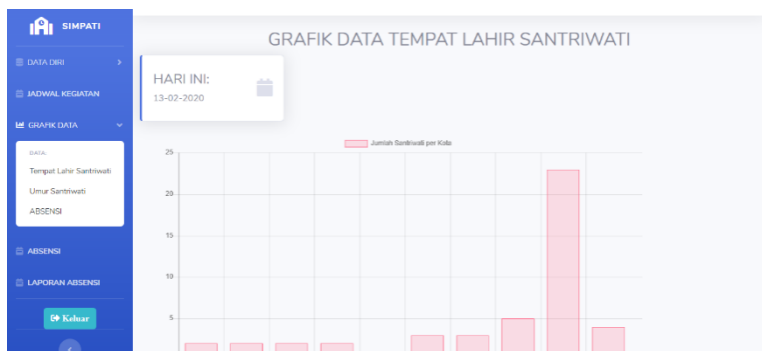 SIMPATI
DATA DIRI
JADWAL KEGIATAN
GRAFIK DATA
DATA
Tempat Lahir Santriwati
Umur Santriwati
ABSENSI
ABSENSI
LAPORAN ABSENSI
Keluar
GRAFIK DATA TEMPAT LAHIR SANTRIWATI
HARI INI:
13-02-2020
Jumlah Santriwati per Kota
25
20
15
10
5